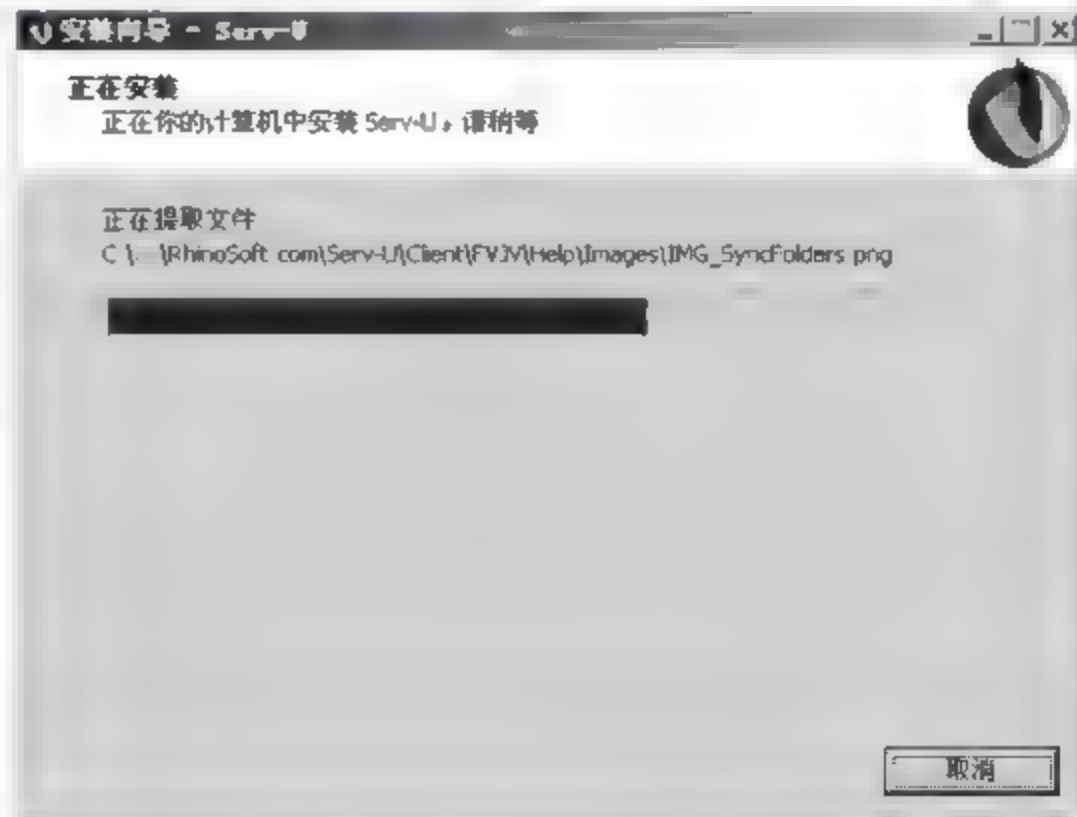 安装向导 - Serv-U
正在安装
正在你的计算机中安装 Serv-U，请稍等
正在提取文件
C:\...\RhinoSoft.com\Serv-U\Client\FVJV\Help\Images\IMG_SyncFolders.png
取消